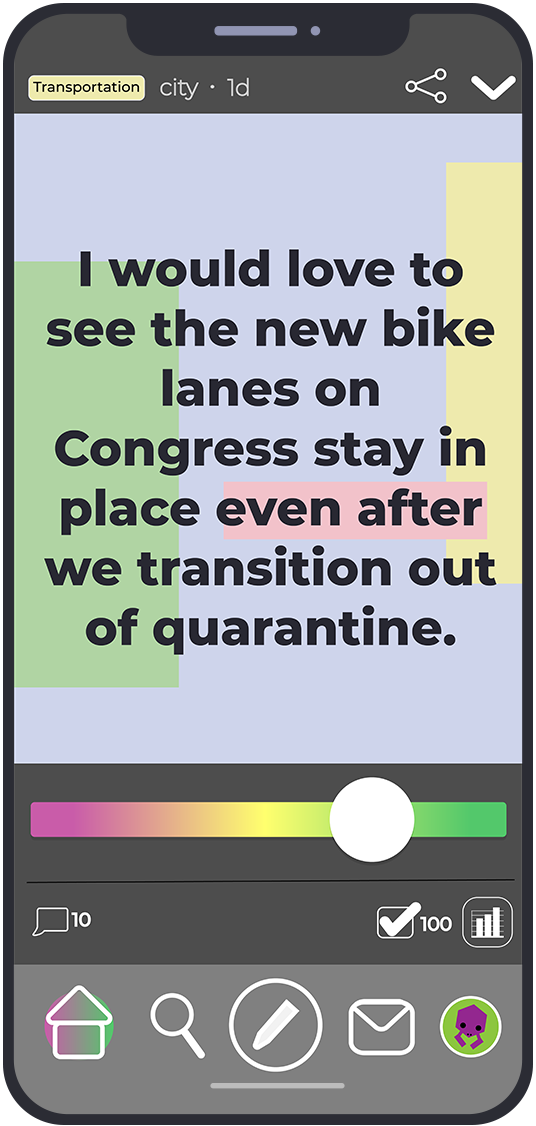 Transportation city · 1d
I would love to
see the new bike
lanes on
Congress stay in
place even after
we transition out
of quarantine.
10
100